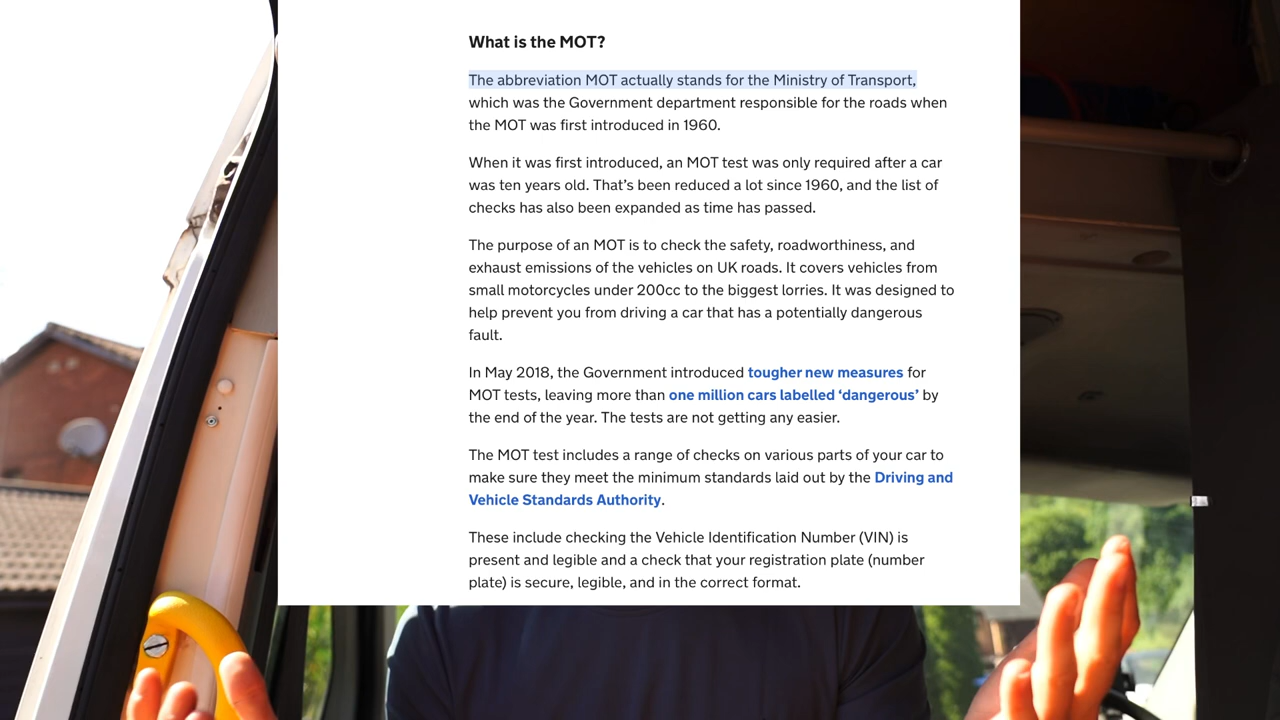 What is the MOT?
The abbreviation MOT actually stands for the Ministry of Transport,
which was the Government department responsible for the roads when
the MOT was first introduced in 1960.
When it was first introduced, an MOT test was only required after a car
was ten years old. That’s been reduced a lot since 1960, and the list of
checks has also been expanded as time has passed.
The purpose of an MOT is to check the safety, roadworthiness, and
exhaust emissions of the vehicles on UK roads. It covers vehicles from
small motorcycles under 200cc to the biggest lorries. It was designed to
help prevent you from driving a car that has a potentially dangerous
fault.
In May 2018, the Government introduced tougher new measures for
MOT tests, leaving more than one million cars labelled ‘dangerous’ by
the end of the year. The tests are not getting any easier.
The MOT test includes a range of checks on various parts of your car to
make sure they meet the minimum standards laid out by the Driving and
Vehicle Standards Authority.
These include checking the Vehicle Identification Number (VIN) is
present and legible and a check that your registration plate (number
plate) is secure, legible, and in the correct format.